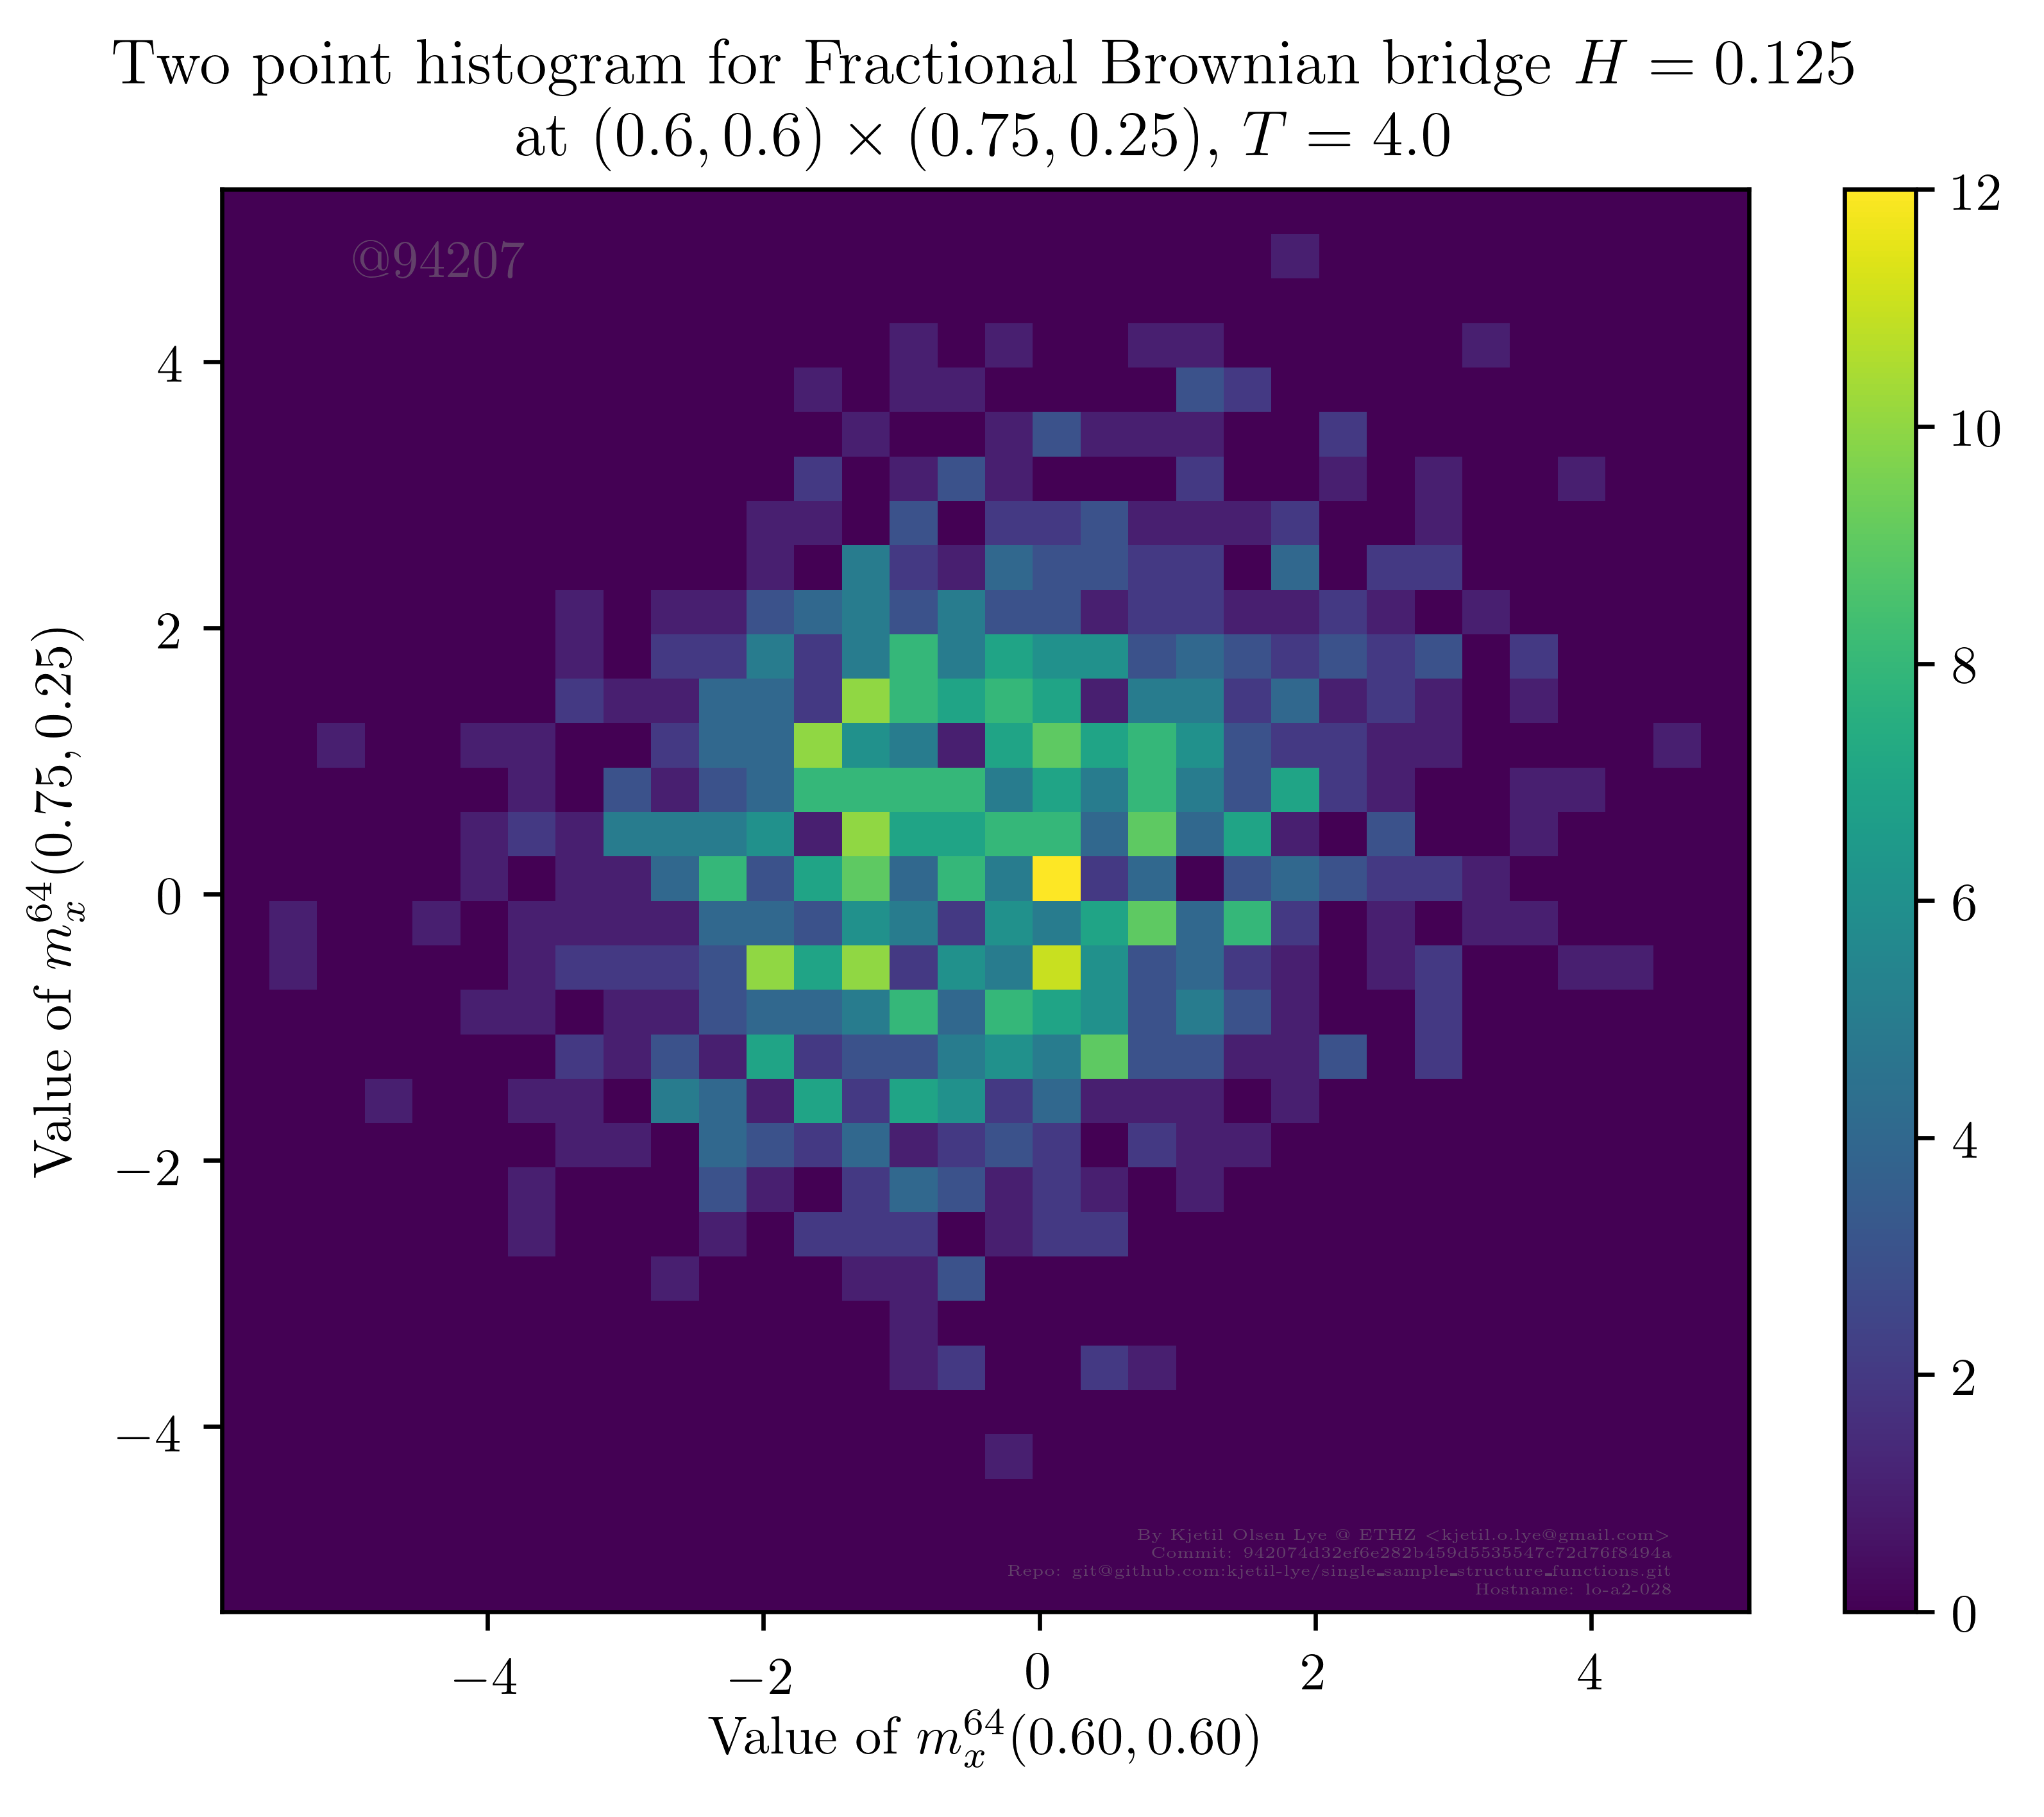 Two point histogram for Fractional Brownian bridge H = 0.125
at (0.6, 0.6) × (0.75, 0.25), T = 4.0
@94207
12
10
8
6
4
2
0
4
2
0
−2
−4
Value of m_x^{64}(0.75, 0.25)
By Kjetil Olsen Lye @ ETHZ <kjetil.o.lye@gmail.com>
Commit: 942074d32ef6e282b459d5535547c72d76f8494a
Repo: git@github.com:kjetil-lye/single_sample_structure_functions.git
Hostname: lo-a2-028
−4 −2 0 2 4
Value of m_x^{64}(0.60, 0.60)